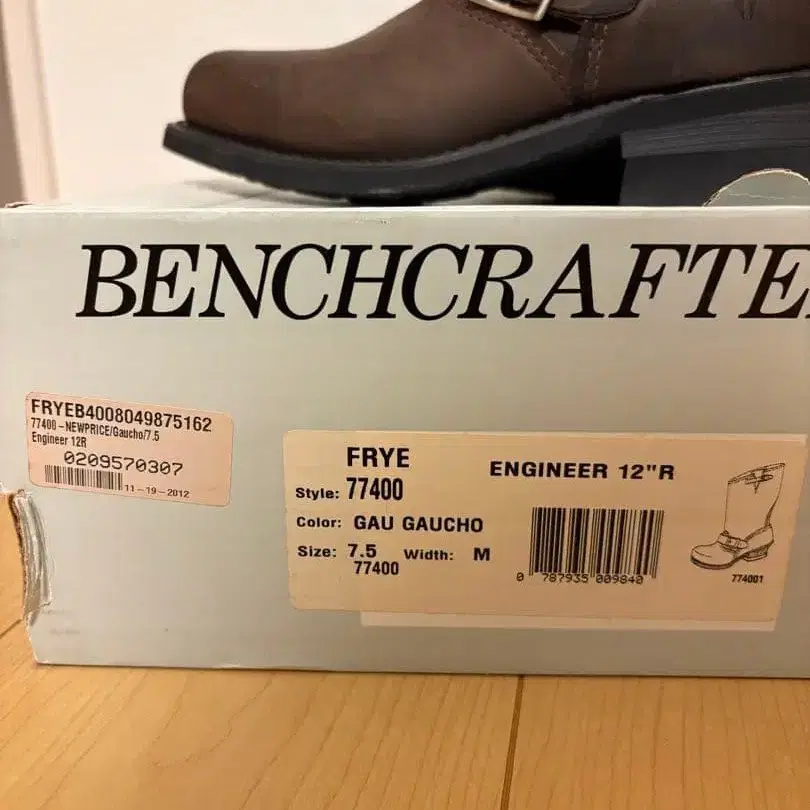 BENCHCRAFTE
FRYEB4008049875162
77400-NEWPRICE/Gaucho/7.5
Engineer 12R
0209570307
11-19-2012
FRYE
ENGINEER 12"R
Style: 77400
Color: GAU GAUCHO
Size: 7.5 Width: M
77400
0 787935 009840
774001